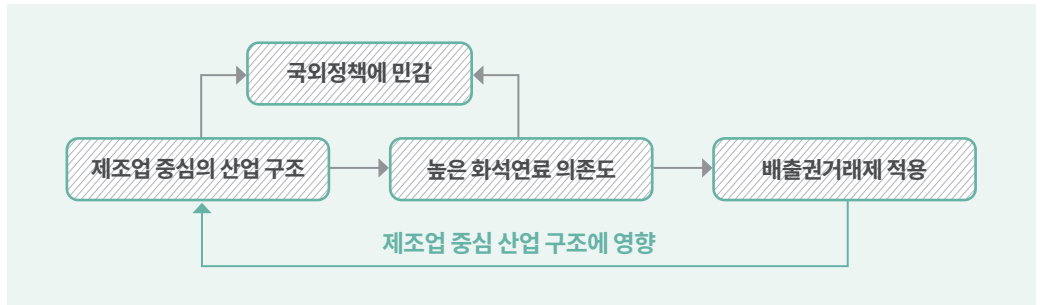 국외정책에 민감
제조업 중심의 산업 구조
높은 화석연료 의존도
배출권거래제 적용
제조업 중심 산업 구조에 영향